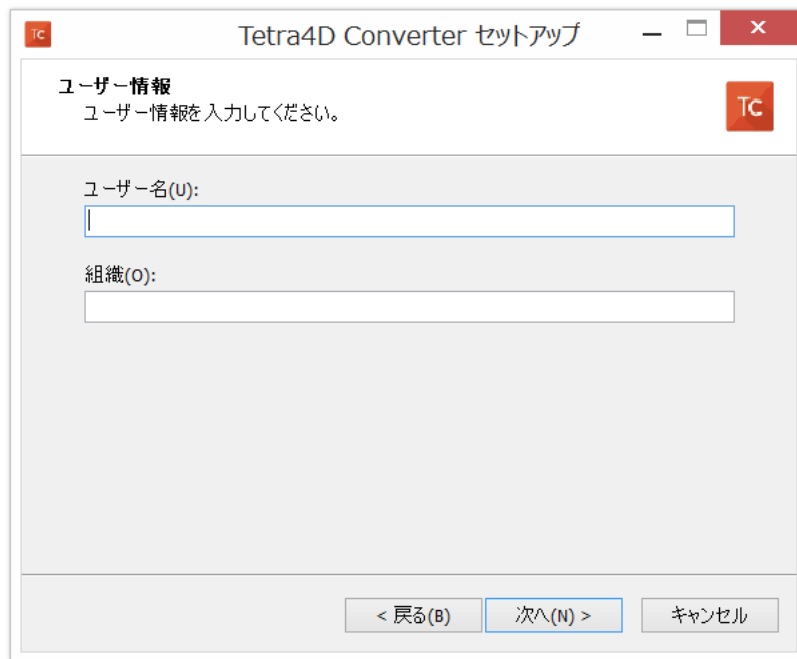 TC
Tetra4D Converter セットアップ
ユーザー情報
ユーザー情報を入力してください。
TC
ユーザー名(U):
組織(O):
< 戻る(B)
次へ(N) >
キャンセル